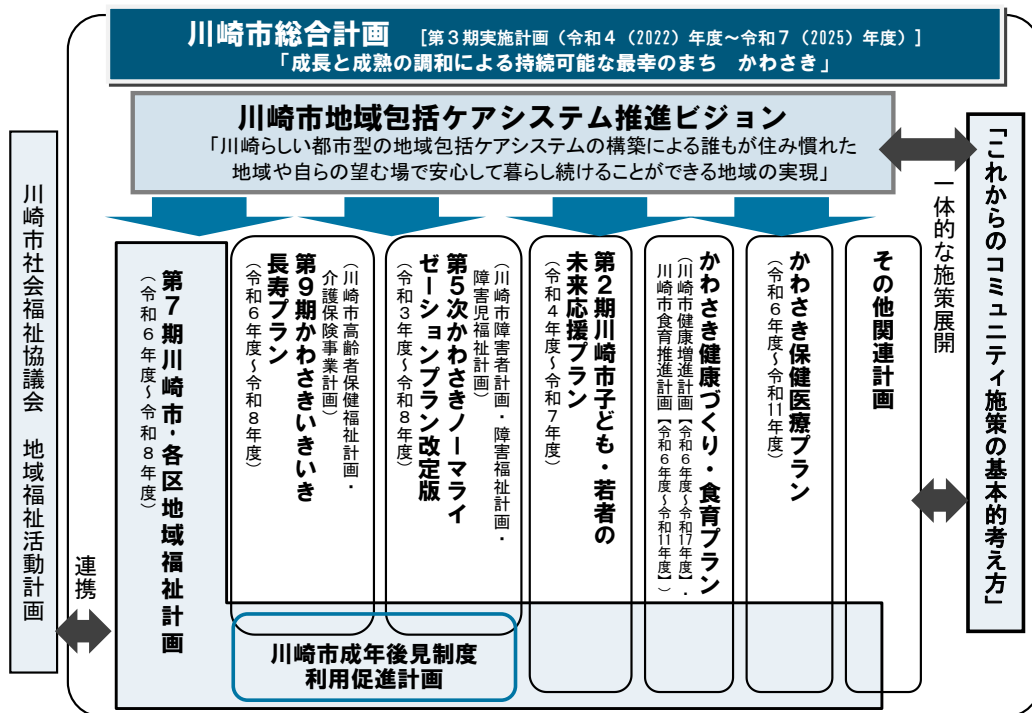 川崎市総合計画 [第3期実施計画(令和4(2022)年度~令和7(2025)年度)]
「成長と成熟の調和による持続可能な最幸のまち かわさき」
川崎市地域包括ケアシステム推進ビジョン
「川崎らしい都市型の地域包括ケアシステムの構築による誰もが住み慣れた
地域や自らの望む場で安心して暮らし続けることができる地域の実現」
「これからのコミュニティ施策の基本的考え方」
一体的な施策展開
その他関連計画
かわさき保健医療プラン
(令和6年度~令和11年度)
かわさき健康づくり・食育プラン
(川崎市健康増進計画【令和6年度~令和17年度】・
川崎市食育推進計画【令和6年度~令和11年度】)
第2期川崎市子ども・若者の
未来応援プラン
(令和4年度~令和7年度)
(川崎市障害者計画・障害福祉計画・
障害児福祉計画)
第5次かわさきノーマライ
ゼーションプラン改定版
(令和3年度~令和8年度)
(川崎市高齢者保健福祉計画・
介護保険事業計画)
第9期かわさきいきいき
長寿プラン
(令和6年度~令和8年度)
第7期川崎市・各区地域福祉計画
(令和6年度~令和8年度)
川崎市成年後見制度
利用促進計画
連携
川崎市社会福祉協議会 地域福祉活動計画